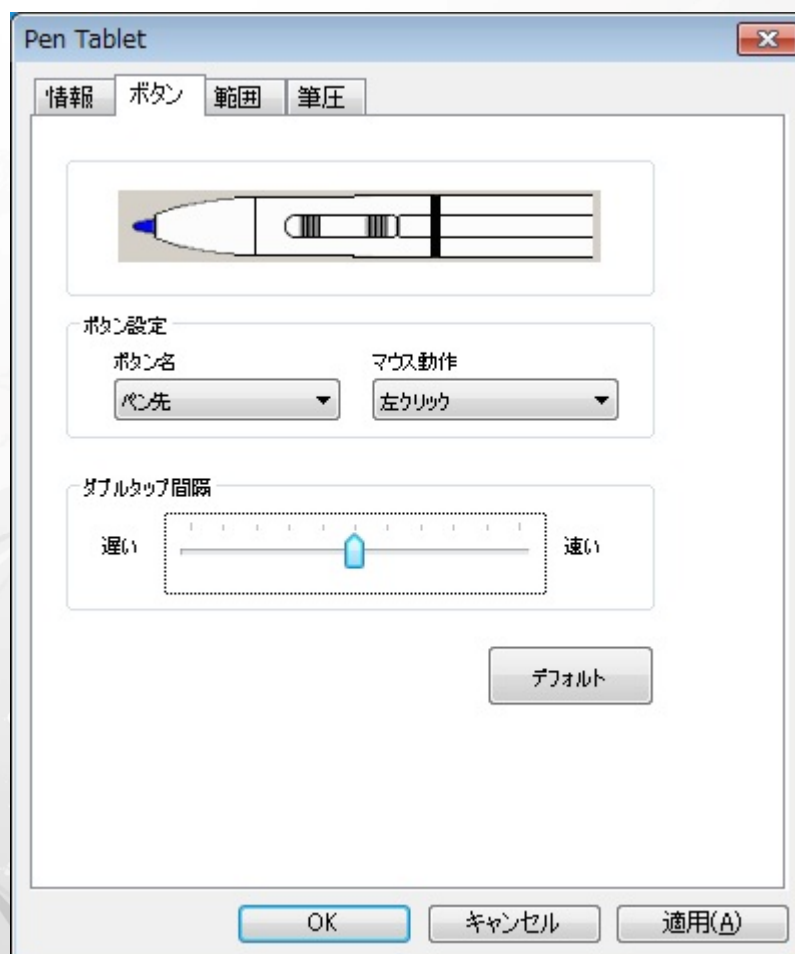 Pen Tablet
情報 ボタン 範囲 筆圧
ボタン設定
ボタン名 マウス動作
ペン先 左クリック
ダブルタップ間隔
遅い 速い
デフォルト
OK キャンセル 適用(A)